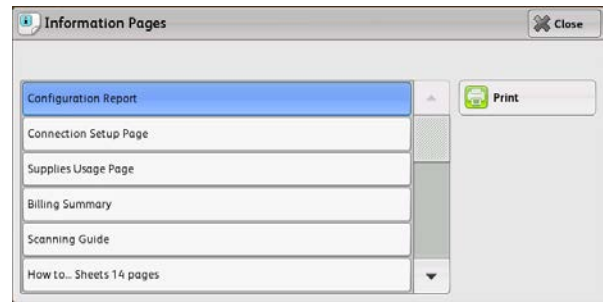 Information Pages
Close
Configuration Report
Print
Connection Setup Page
Supplies Usage Page
Billing Summary
Scanning Guide
How to... Sheets 14 pages